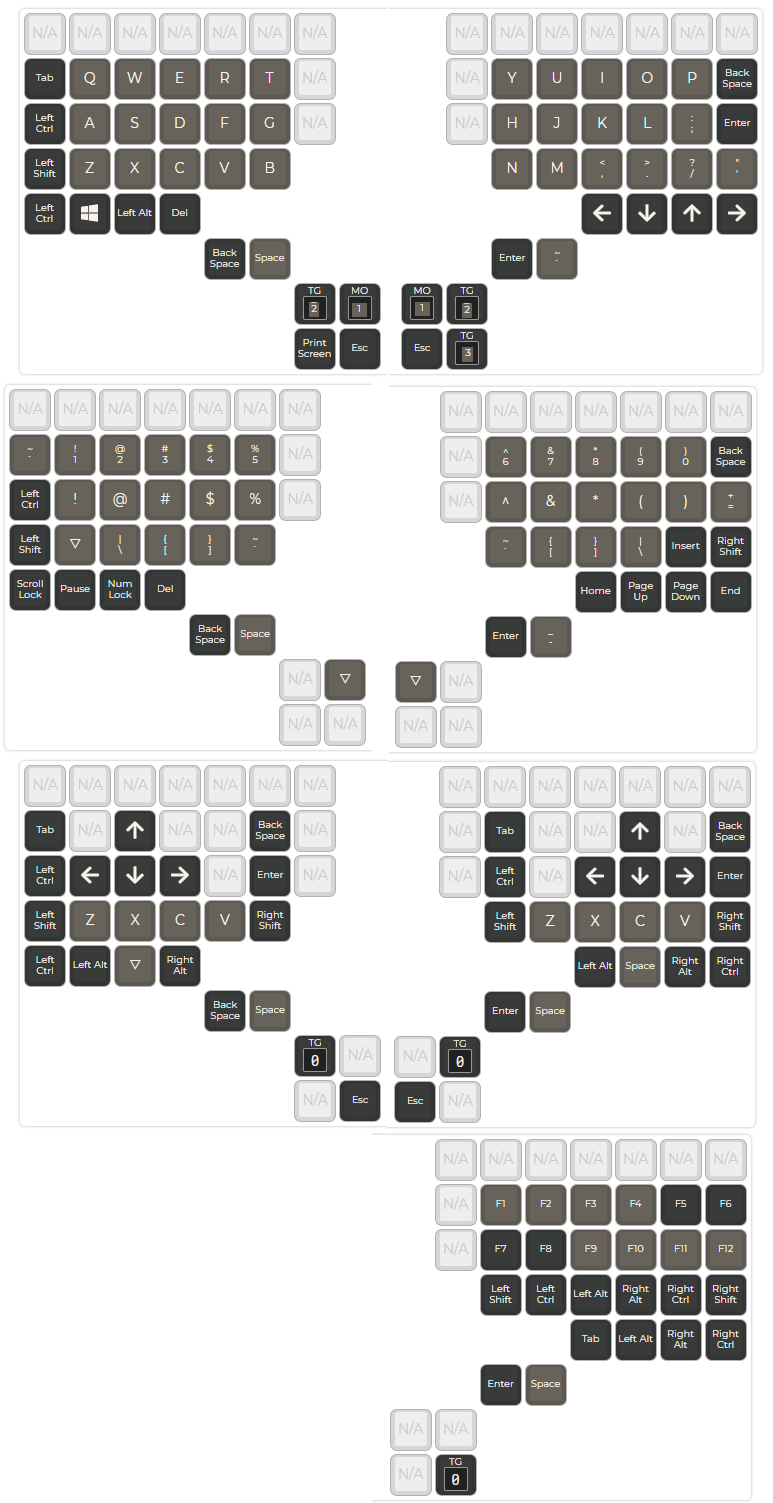 N/A N/A N/A N/A N/A N/A N/A N/A N/A N/A N/A N/A N/A N/A
Tab Q W E R T N/A N/A Y U I O P Back Space
Left Ctrl A S D F G N/A N/A H J K L : ; Enter
Left Shift Z X C V B N M < , > . ? / " '
Left Ctrl Left Alt Del ← ↓ ↑ →
Back Space Space Enter ~ `
TG 2 MO 1 MO 1 TG 2
Print Screen Esc Esc TG 3
N/A N/A N/A N/A N/A N/A N/A N/A N/A N/A N/A N/A N/A N/A
~ ` ! 1 @ 2 # 3 $ 4 % 5 N/A N/A ^ 6 & 7 * 8 ( 9 ) 0 Back Space
Left Ctrl ! @ # $ % N/A N/A ^ & * ( ) + =
Left Shift ▽ | \ { [ } ] ~ ` ~ ` { [ } ] | \ Insert Right Shift
Scroll Lock Pause Num Lock Del Home Page Up Page Down End
Back Space Space Enter _ -
N/A ▽ ▽ N/A
N/A N/A N/A N/A
N/A N/A N/A N/A N/A N/A N/A N/A N/A N/A N/A N/A N/A N/A
Tab N/A ↑ N/A N/A Back Space N/A N/A Tab N/A N/A ↑ N/A Back Space
Left Ctrl ← ↓ → N/A Enter N/A N/A Left Ctrl N/A ← ↓ → Enter
Left Shift Z X C V Right Shift Left Shift Z X C V Right Shift
Left Ctrl Left Alt ▽ Right Alt Left Alt Space Right Alt Right Ctrl
Back Space Space Enter Space
TG 0 N/A N/A TG 0
N/A Esc Esc N/A
N/A N/A N/A N/A N/A N/A N/A
N/A F1 F2 F3 F4 F5 F6
N/A F7 F8 F9 F10 F11 F12
Left Shift Left Ctrl Left Alt Right Alt Right Ctrl Right Shift
Tab Left Alt Right Alt Right Ctrl
Enter Space
N/A N/A
N/A TG 0